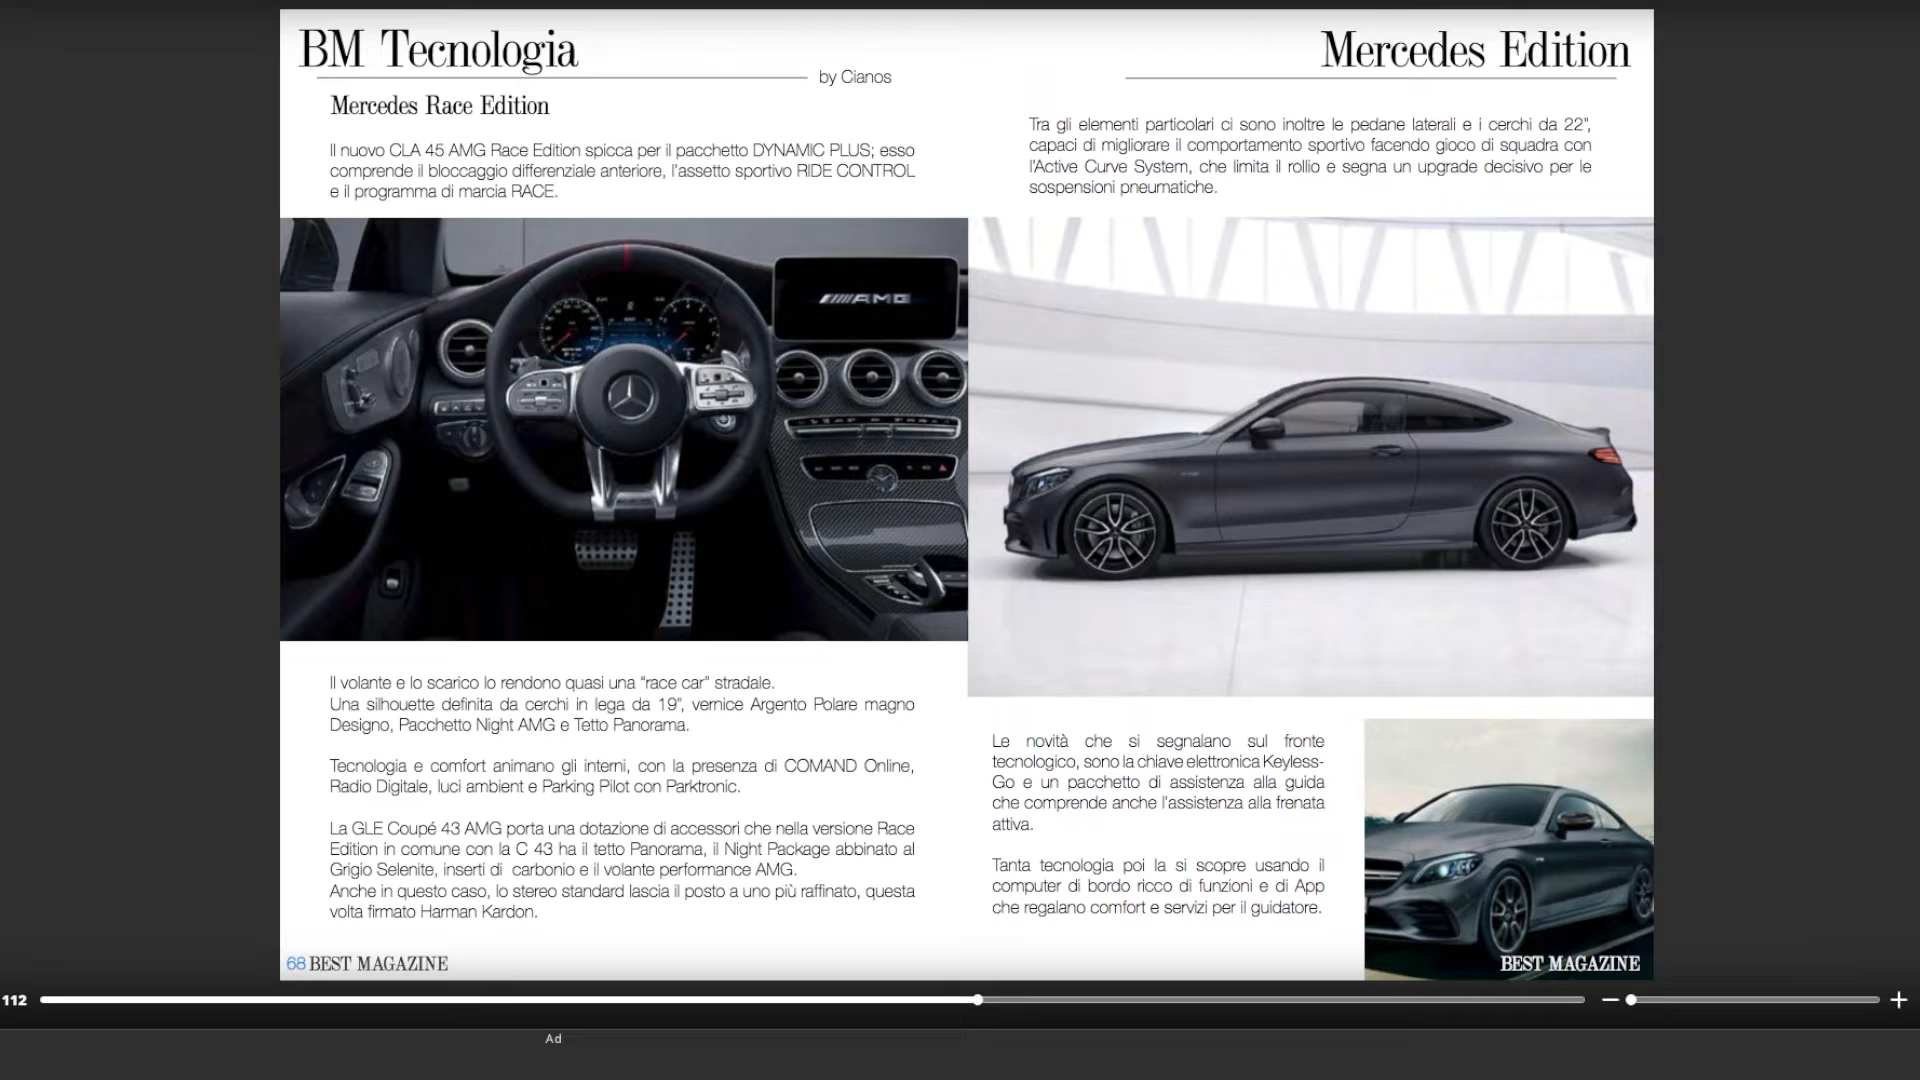 BM Tecnologia
by Cianos
Mercedes Race Edition
Il nuovo CLA 45 AMG Race Edition spicca per il pacchetto DYNAMIC PLUS; esso
comprende il bloccaggio differenziale anteriore, l'assetto sportivo RIDE CONTROL
e il programma di marcia RACE.
AMG
Il volante e lo scarico lo rendono quasi una “race car” stradale.
Una silhouette definita da cerchi in lega da 19", vernice Argento Polare magno
Designo, Pacchetto Night AMG e Tetto Panorama.
Tecnologia e comfort animano gli interni, con la presenza di COMAND Online,
Radio Digitale, luci ambient e Parking Pilot con Parktronic.
La GLE Coupé 43 AMG porta una dotazione di accessori che nella versione Race
Edition in comune con la C 43 ha il tetto Panorama, il Night Package abbinato al
Grigio Selenite, inserti di  carbonio e il volante performance AMG.
Anche in questo caso, lo stereo standard lascia il posto a uno più raffinato, questa
volta firmato Harman Kardon.
68 BEST MAGAZINE
Mercedes Edition
Tra gli elementi particolari ci sono inoltre le pedane laterali e i cerchi da 22",
capaci di migliorare il comportamento sportivo facendo gioco di squadra con
l'Active Curve System, che limita il rollio e segna un upgrade decisivo per le
sospensioni pneumatiche.
Le novità che si segnalano sul fronte
tecnologico, sono la chiave elettronica Keyless-
Go e un pacchetto di assistenza alla guida
che comprende anche l'assistenza alla frenata
attiva.
Tanta tecnologia poi la si scopre usando il
computer di bordo ricco di funzioni e di App
che regalano comfort e servizi per il guidatore.
BEST MAGAZINE
112
Ad